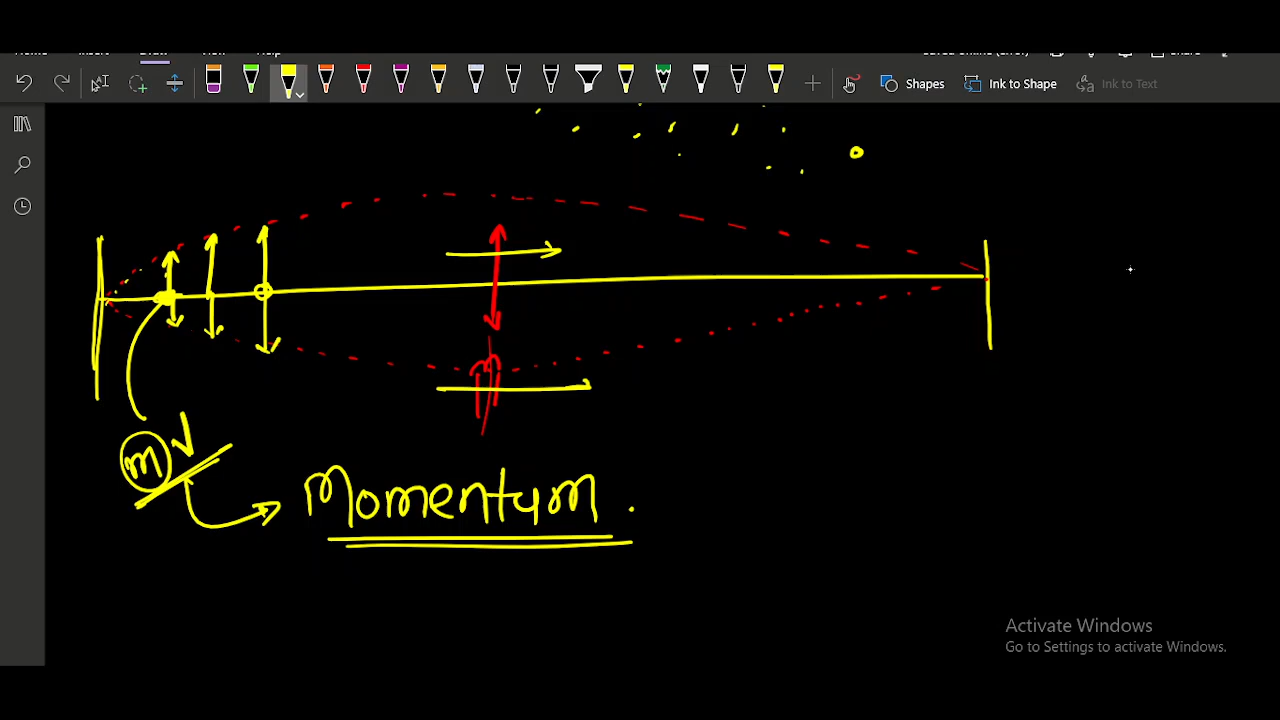 Shapes Ink to Shape Ink to Text
m v
Momentum.
Activate Windows
Go to Settings to activate Windows.